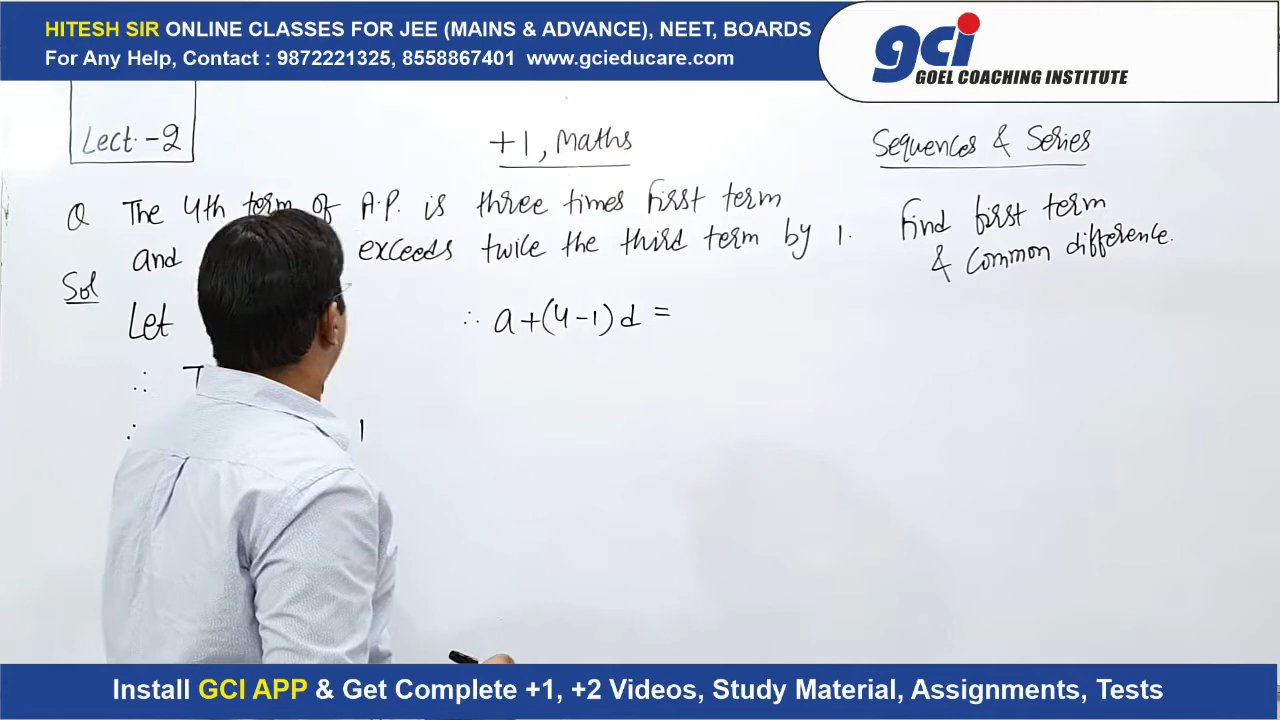 HITESH SIR ONLINE CLASSES FOR JEE (MAINS & ADVANCE), NEET, BOARDS
For Any Help, Contact : 9872221325, 8558867401 www.gcieducare.com
gci
GOEL COACHING INSTITUTE
Lect.-2
+1, Maths
Sequences & Series
Q The 4th term of A.P. is three times first term
and exceeds twice the third term by 1.
Find first term
& common difference.
Sol
Let
∴ a+(4-1)d =
∴ T
∴ 1
Install GCI APP & Get Complete +1, +2 Videos, Study Material, Assignments, Tests